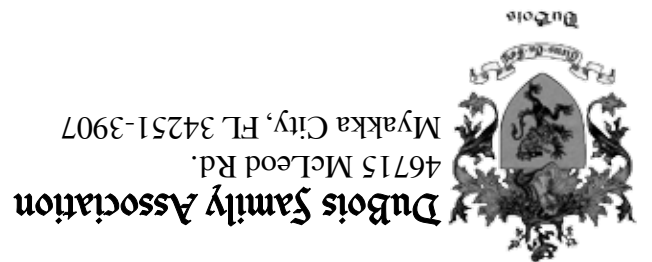 DuBois Family Association
46715 McLeod Rd.
Myakka City, FL 34251-3907
DuBois